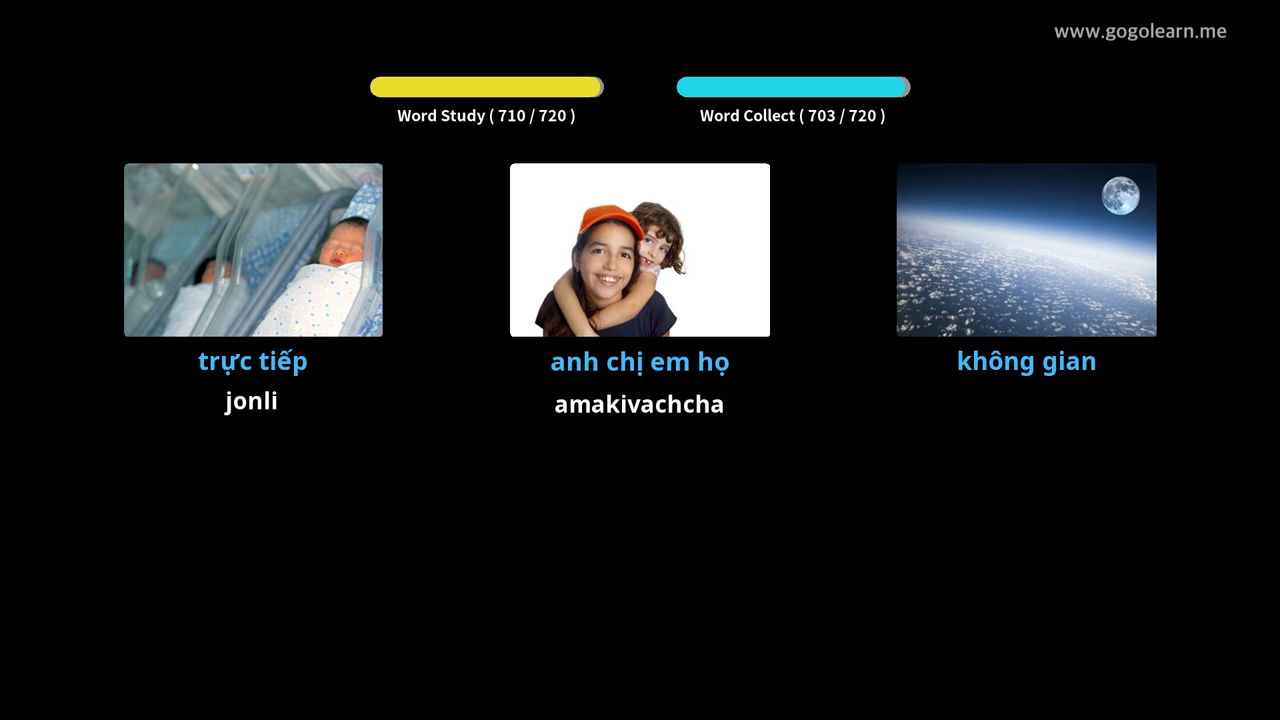 www.gogolearn.me
Word Study ( 710 / 720 )
Word Collect ( 703 / 720 )
trực tiếp
anh chị em họ
không gian
jonli
amakivachcha